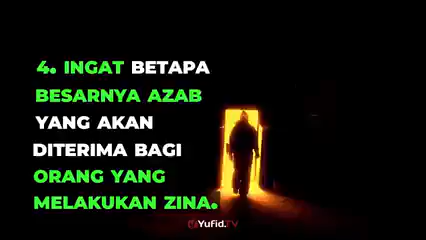 4. INGAT BETAPA
BESARNYA AZAB
YANG AKAN
DITERIMA BAGI
ORANG YANG
MELAKUKAN ZINA.
Yufid.TV